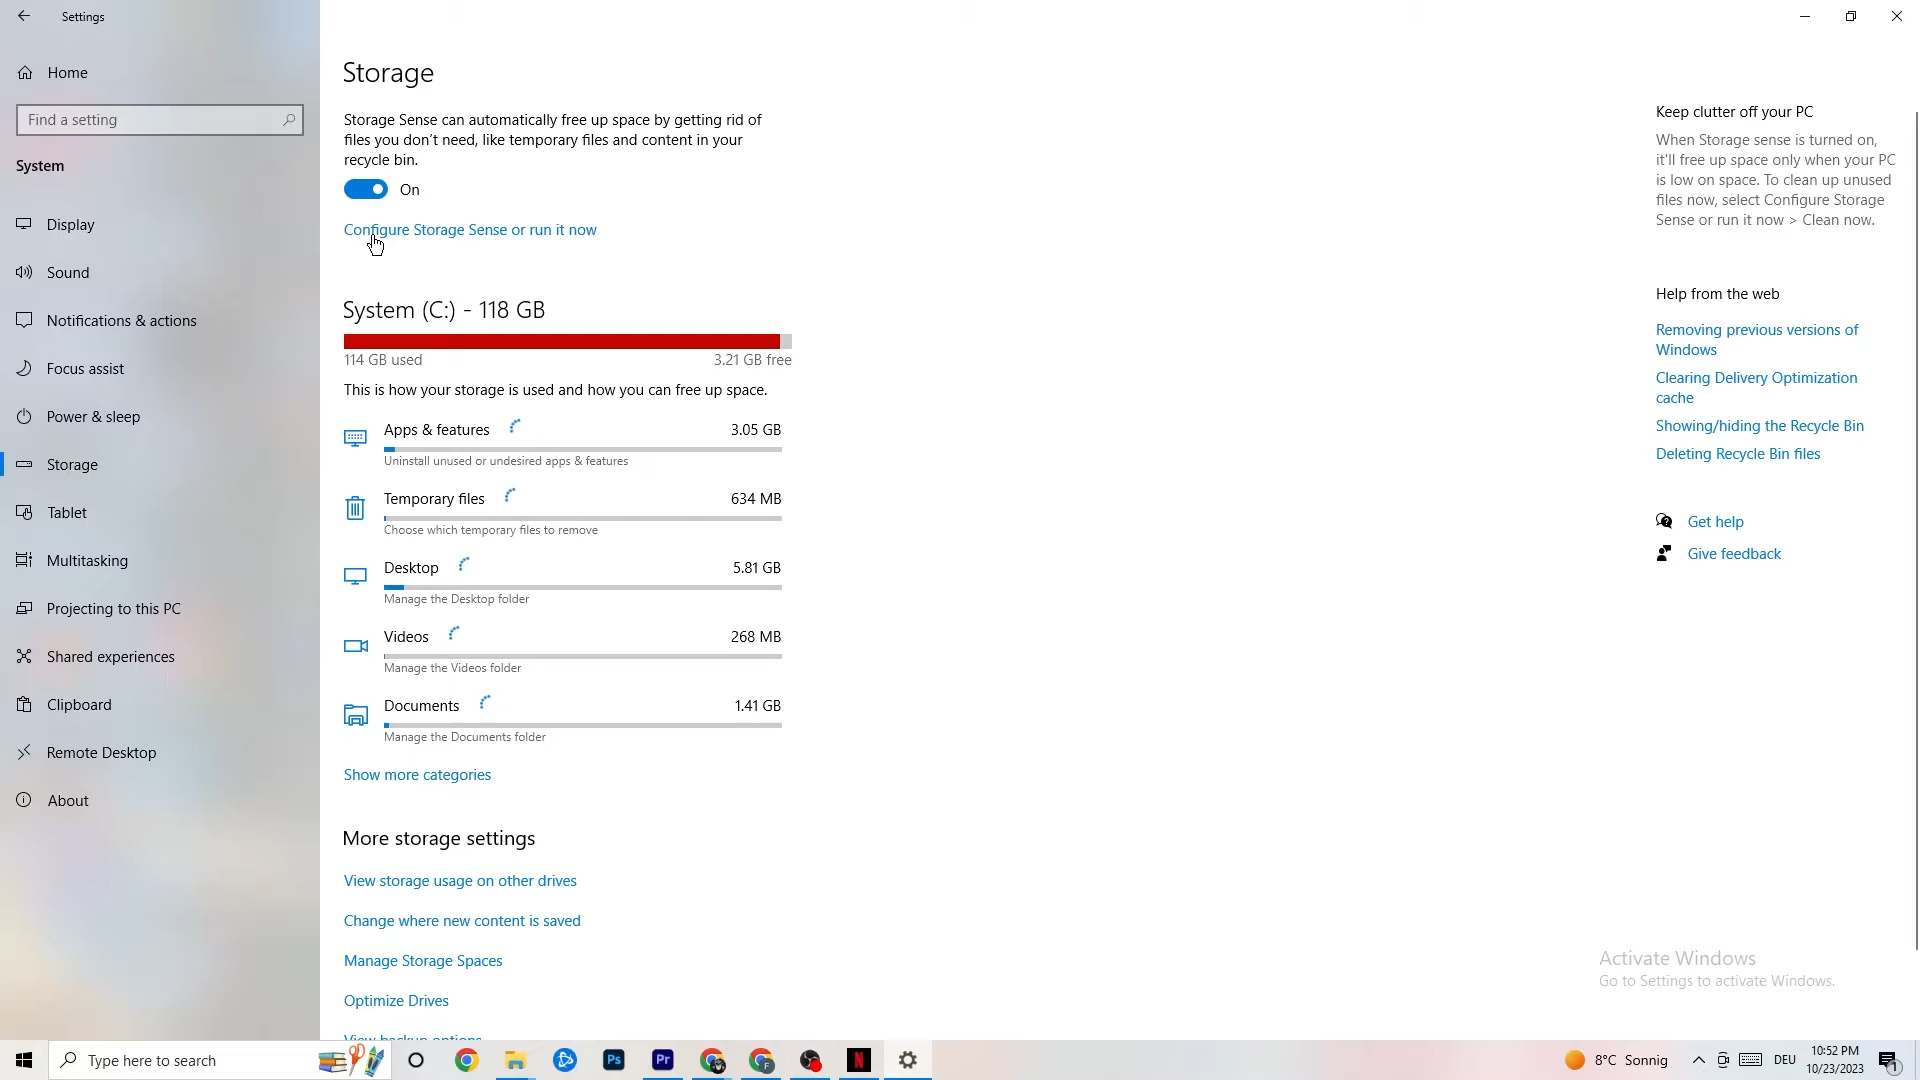 Settings
Home
Find a setting
System
Display
Sound
Notifications & actions
Focus assist
Power & sleep
Storage
Tablet
Multitasking
Projecting to this PC
Shared experiences
Clipboard
Remote Desktop
About
Storage
Storage Sense can automatically free up space by getting rid of
files you don't need, like temporary files and content in your
recycle bin.
On
Configure Storage Sense or run it now
System (C:) - 118 GB
114 GB used
3.21 GB free
This is how your storage is used and how you can free up space.
Apps & features
3.05 GB
Uninstall unused or undesired apps & features
Temporary files
634 MB
Choose which temporary files to remove
Desktop
5.81 GB
Manage the Desktop folder
Videos
268 MB
Manage the Videos folder
Documents
1.41 GB
Manage the Documents folder
Show more categories
More storage settings
View storage usage on other drives
Change where new content is saved
Manage Storage Spaces
Optimize Drives
View backup options
Keep clutter off your PC
When Storage sense is turned on,
it'll free up space only when your PC
is low on space. To clean up unused
files now, select Configure Storage
Sense or run it now > Clean now.
Help from the web
Removing previous versions of
Windows
Clearing Delivery Optimization
cache
Showing/hiding the Recycle Bin
Deleting Recycle Bin files
Get help
Give feedback
Activate Windows
Go to Settings to activate Windows.
Type here to search
Ps
Pr
F
N
8°C Sonnig
DEU
10:52 PM
10/23/2023
1